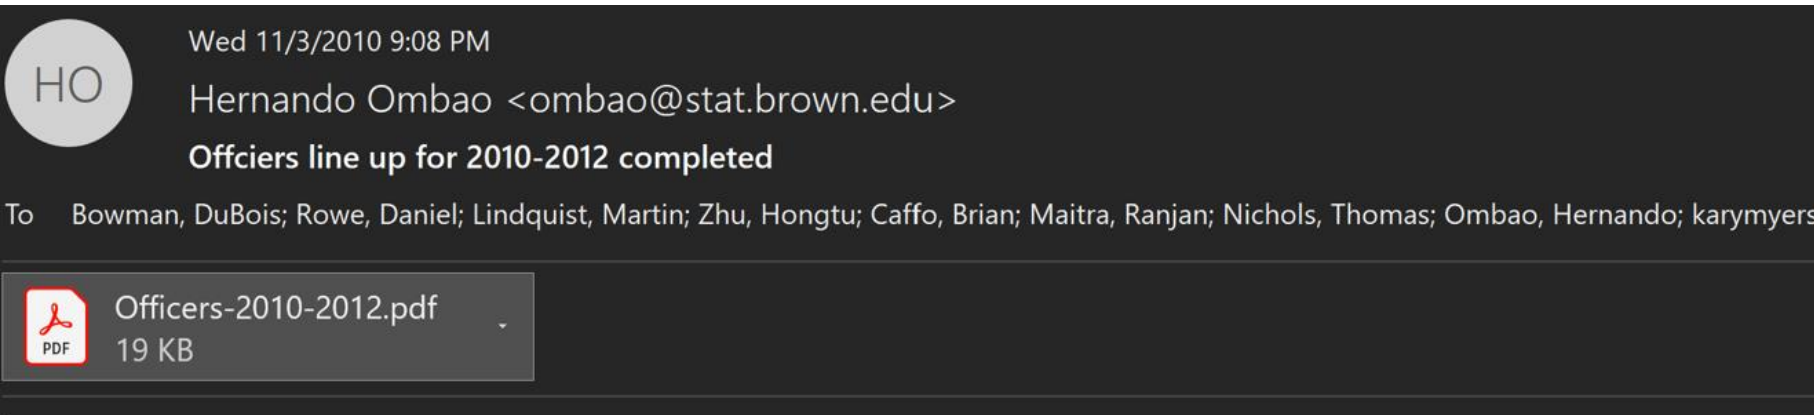 HO
Wed 11/3/2010 9:08 PM
Hernando Ombao <ombao@stat.brown.edu>
Offciers line up for 2010-2012 completed
To Bowman, DuBois; Rowe, Daniel; Lindquist, Martin; Zhu, Hongtu; Caffo, Brian; Maitra, Ranjan; Nichols, Thomas; Ombao, Hernando; karymyers
Officers-2010-2012.pdf
PDF
19 KB